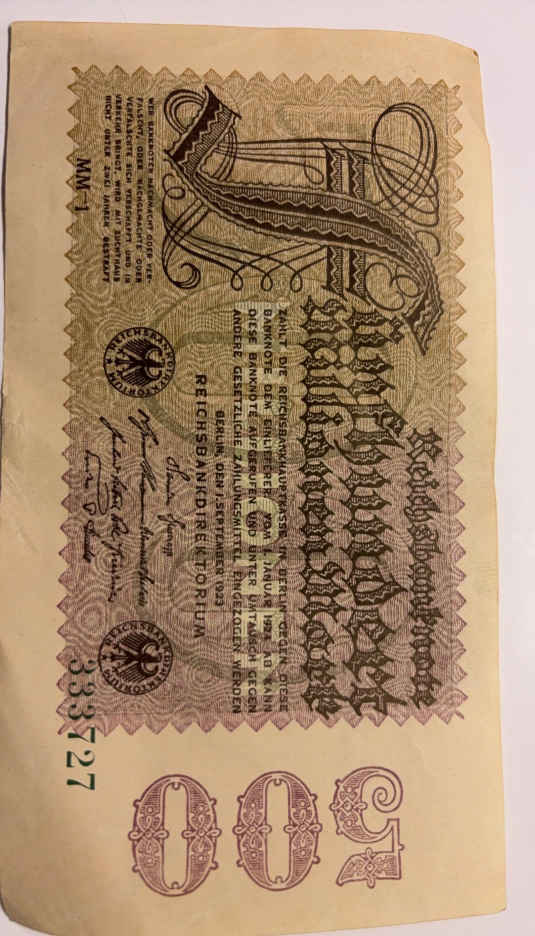 Reichsbanknote
Fünfhundert
Millionen Mark
ZAHLT DIE REICHSBANKHAUPTKASSE IN BERLIN GEGEN DIESE
BANKNOTE DEM EINLIEFERER. VOM 1. JANUAR 1924 AB KANN
DIESE BANKNOTE AUFGERUFEN UND UNTER UMTAUSCH GEGEN
ANDERE GESETZLICHE ZAHLUNGSMITTEL EINGEZOGEN WERDEN
BERLIN, DEN 1. SEPTEMBER 1923
REICHSBANKDIREKTORIUM
WER BANKNOTEN NACHMACHT ODER VER-
FÄLSCHT, ODER NACHGEMACHTE ODER
VERFÄLSCHTE SICH VERSCHAFFT UND IN
VERKEHR BRINGT, WIRD MIT ZUCHTHAUS
NICHT UNTER ZWEI JAHREN BESTRAFT
MM-1
REICHSBANKDIREKTORIUM
REICHSBANKDIREKTORIUM
333727
500